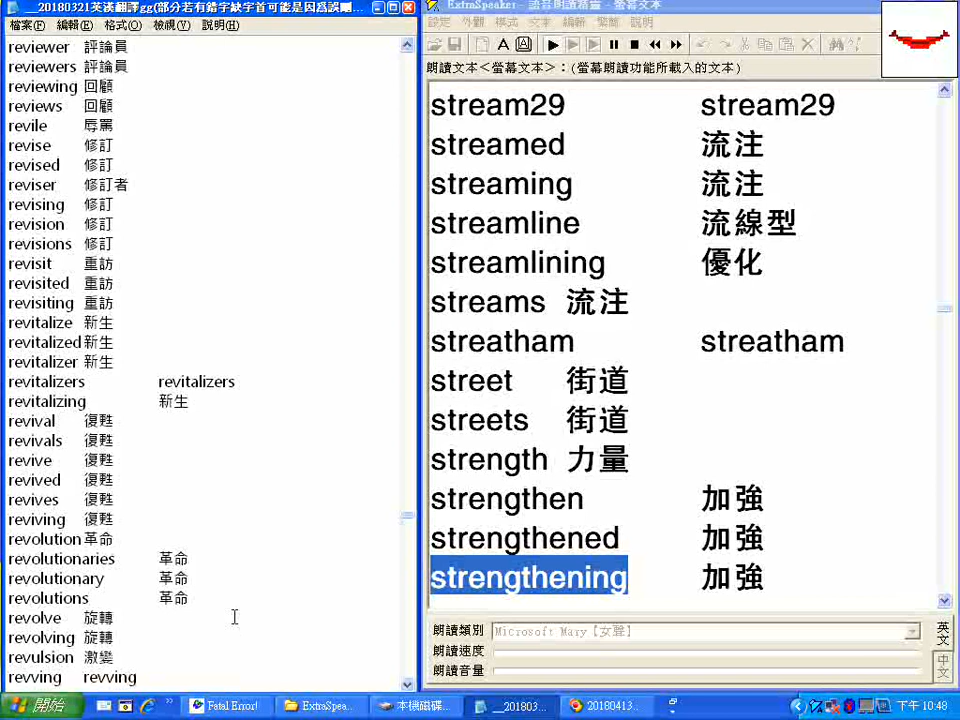 __20180321英漢翻譯gg(部分若有錯字缺字首可能是因為誤刪...
檔案(F) 編輯(E) 格式(O) 檢視(V) 說明(H)
reviewer 評論員
reviewers 評論員
reviewing 回顧
reviews 回顧
revile 辱罵
revise 修訂
revised 修訂
reviser 修訂者
revising 修訂
revision 修訂
revisions 修訂
revisit 重訪
revisited 重訪
revisiting 重訪
revitalize 新生
revitalized 新生
revitalizer 新生
revitalizers revitalizers
revitalizing 新生
revival 復甦
revivals 復甦
revive 復甦
revived 復甦
revives 復甦
reviving 復甦
revolution 革命
revolutionaries 革命
revolutionary 革命
revolutions 革命
revolve 旋轉
revolving 旋轉
revulsion 激變
revving revving
ExtraSpeaker - 語音朗讀精靈 - 螢幕文本
設定 外觀 模式 文本 編輯 繁簡 說明
朗讀文本<螢幕文本>：(螢幕朗讀功能所載入的文本)
stream29 stream29
streamed 流注
streaming 流注
streamline 流線型
streamlining 優化
streams 流注
streatham streatham
street 街道
streets 街道
strength 力量
strengthen 加強
strengthened 加強
strengthening 加強
朗讀類別 Microsoft Mary【女聲】
朗讀速度
朗讀音量
英文
中文
開始 Fatal Error! ExtraSpea... 本機磁碟... __201803... 20180413... 下午 10:48